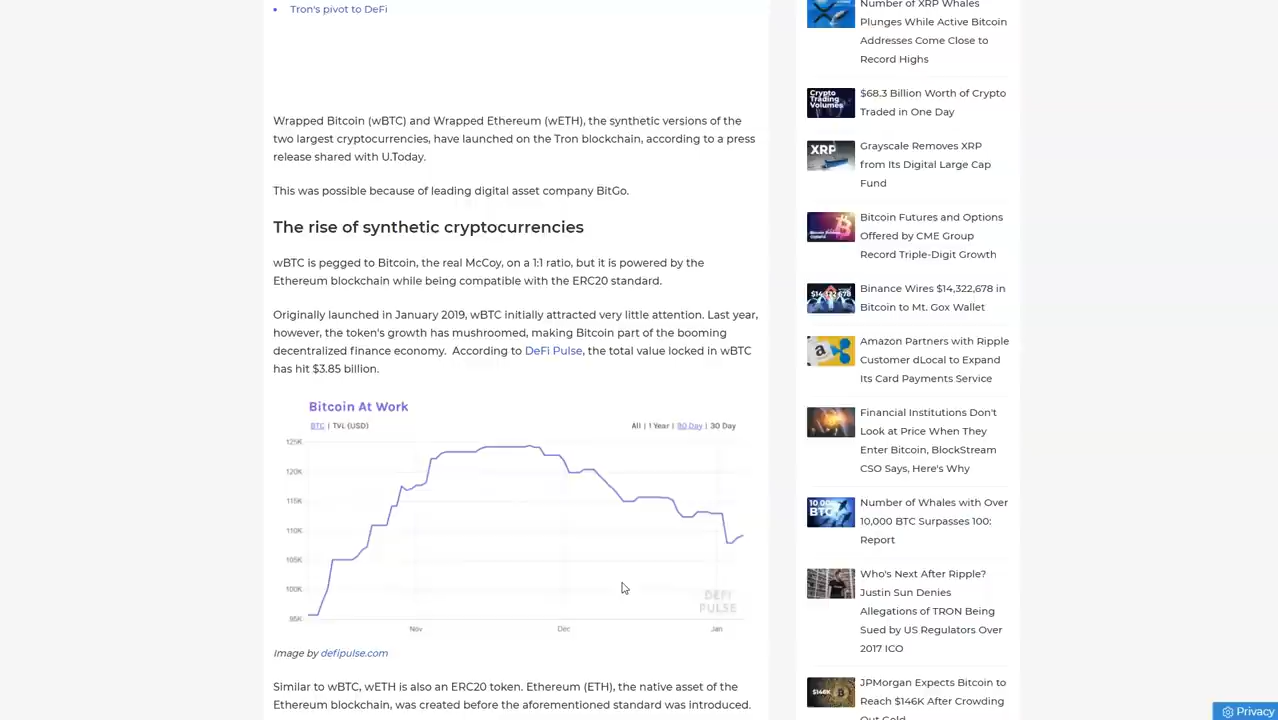 Tron's pivot to DeFi
Wrapped Bitcoin (wBTC) and Wrapped Ethereum (wETH), the synthetic versions of the
two largest cryptocurrencies, have launched on the Tron blockchain, according to a press
release shared with U.Today.
This was possible because of leading digital asset company BitGo.
The rise of synthetic cryptocurrencies
wBTC is pegged to Bitcoin, the real McCoy, on a 1:1 ratio, but it is powered by the
Ethereum blockchain while being compatible with the ERC20 standard.
Originally launched in January 2019, wBTC initially attracted very little attention. Last year,
however, the token's growth has mushroomed, making Bitcoin part of the booming
decentralized finance economy. According to DeFi Pulse, the total value locked in wBTC
has hit $3.85 billion.
Bitcoin At Work
BTC | TVL (USD)
All | 1 Year | 90 Day | 30 Day
125K
120K
115K
110K
105K
100K
95K
Nov
Dec
Jan
DEFI
PULSE
Image by defipulse.com
Similar to wBTC, wETH is also an ERC20 token. Ethereum (ETH), the native asset of the
Ethereum blockchain, was created before the aforementioned standard was introduced.
Number of XRP Whales
Plunges While Active Bitcoin
Addresses Come Close to
Record Highs
Crypto
Trading
Volumes
$68.3 Billion Worth of Crypto
Traded in One Day
XRP
Grayscale Removes XRP
from Its Digital Large Cap
Fund
Bitcoin Futures and Options
Offered by CME Group
Record Triple-Digit Growth
Binance Wires $14,322,678 in
Bitcoin to Mt. Gox Wallet
Amazon Partners with Ripple
Customer dLocal to Expand
Its Card Payments Service
Financial Institutions Don't
Look at Price When They
Enter Bitcoin, BlockStream
CSO Says, Here's Why
10 000
BTC
Number of Whales with Over
10,000 BTC Surpasses 100:
Report
Who's Next After Ripple?
Justin Sun Denies
Allegations of TRON Being
Sued by US Regulators Over
2017 ICO
$146K
JPMorgan Expects Bitcoin to
Reach $146K After Crowding
Out Gold
Privacy